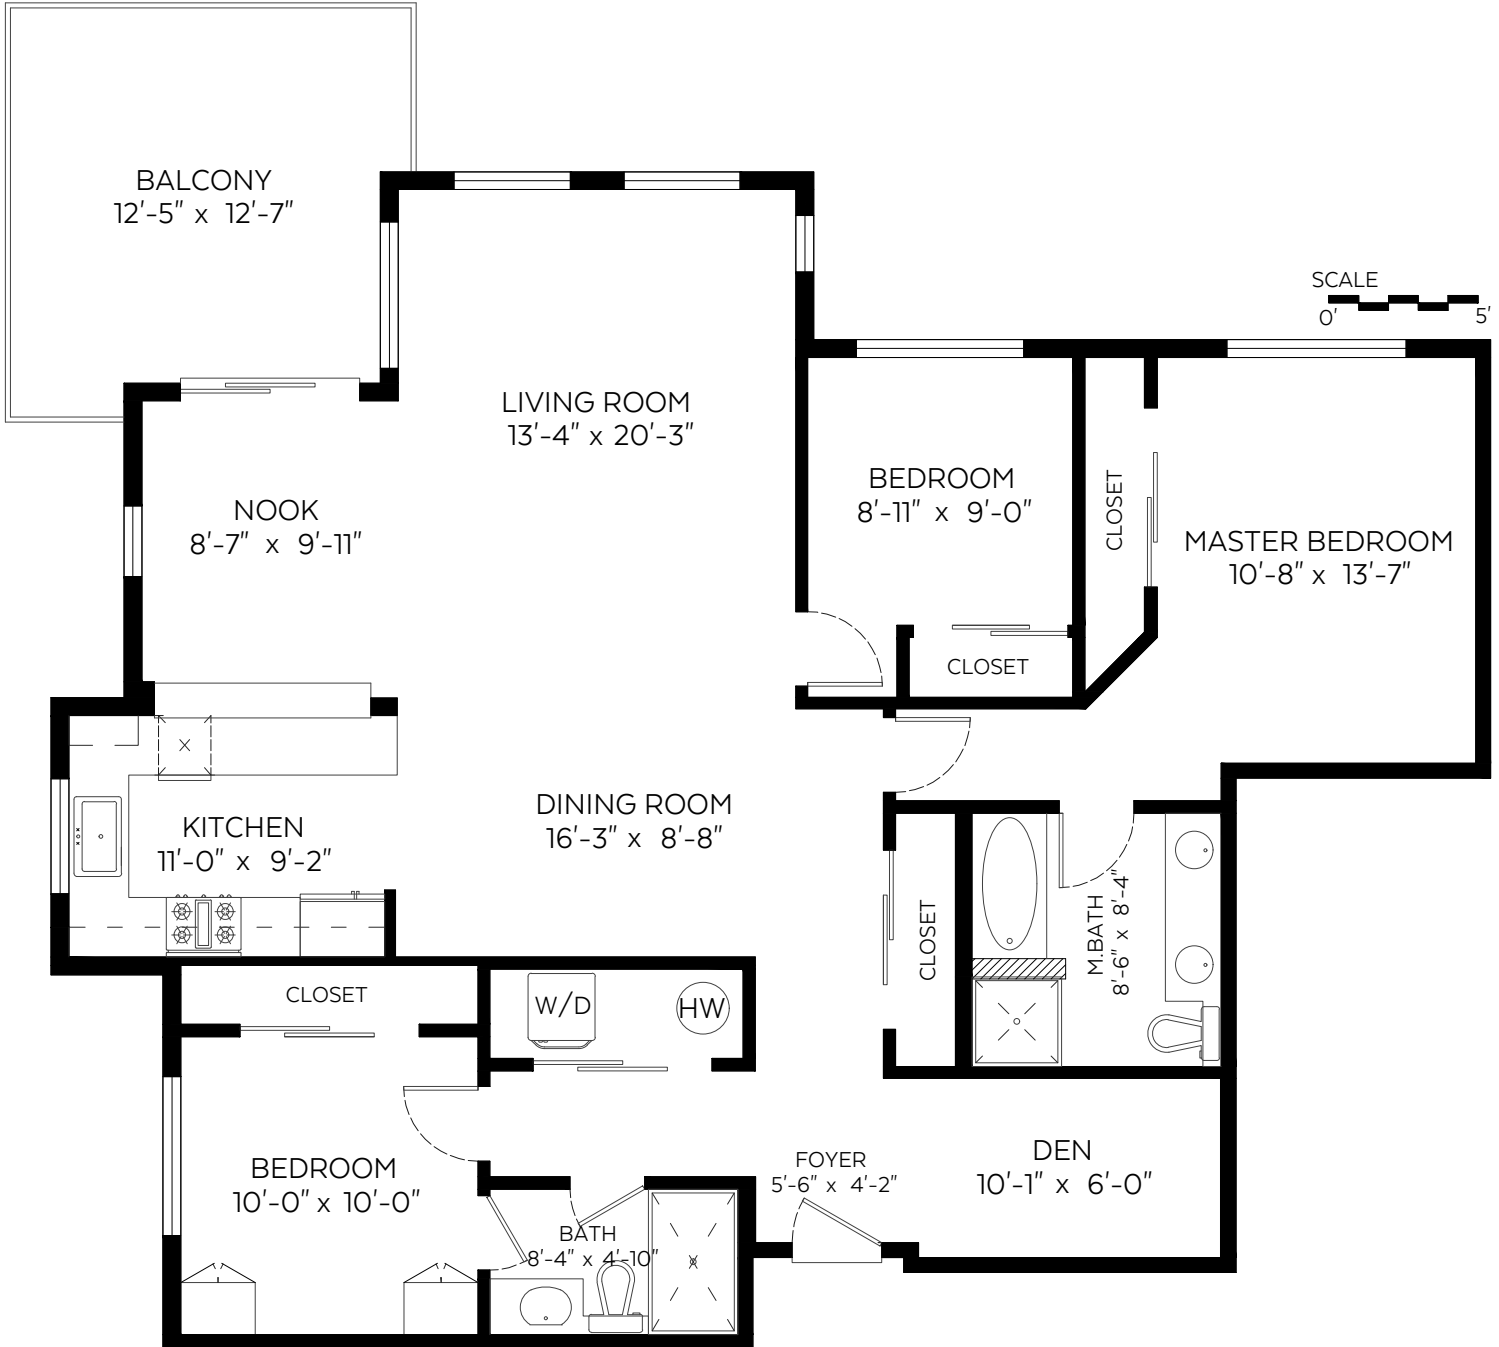 BALCONY
12'-5" x 12'-7"
SCALE
0' 5'
LIVING ROOM
13'-4" x 20'-3"
BEDROOM
8'-11" x 9'-0"
CLOSET
MASTER BEDROOM
10'-8" x 13'-7"
NOOK
8'-7" x 9'-11"
CLOSET
X
KITCHEN
11'-0" x 9'-2"
DINING ROOM
16'-3" x 8'-8"
CLOSET
M.BATH
8'-6" x 8'-4"
CLOSET
W/D
HW
BEDROOM
10'-0" x 10'-0"
FOYER
5'-6" x 4'-2"
DEN
10'-1" x 6'-0"
BATH
8'-4" x 4'-10"